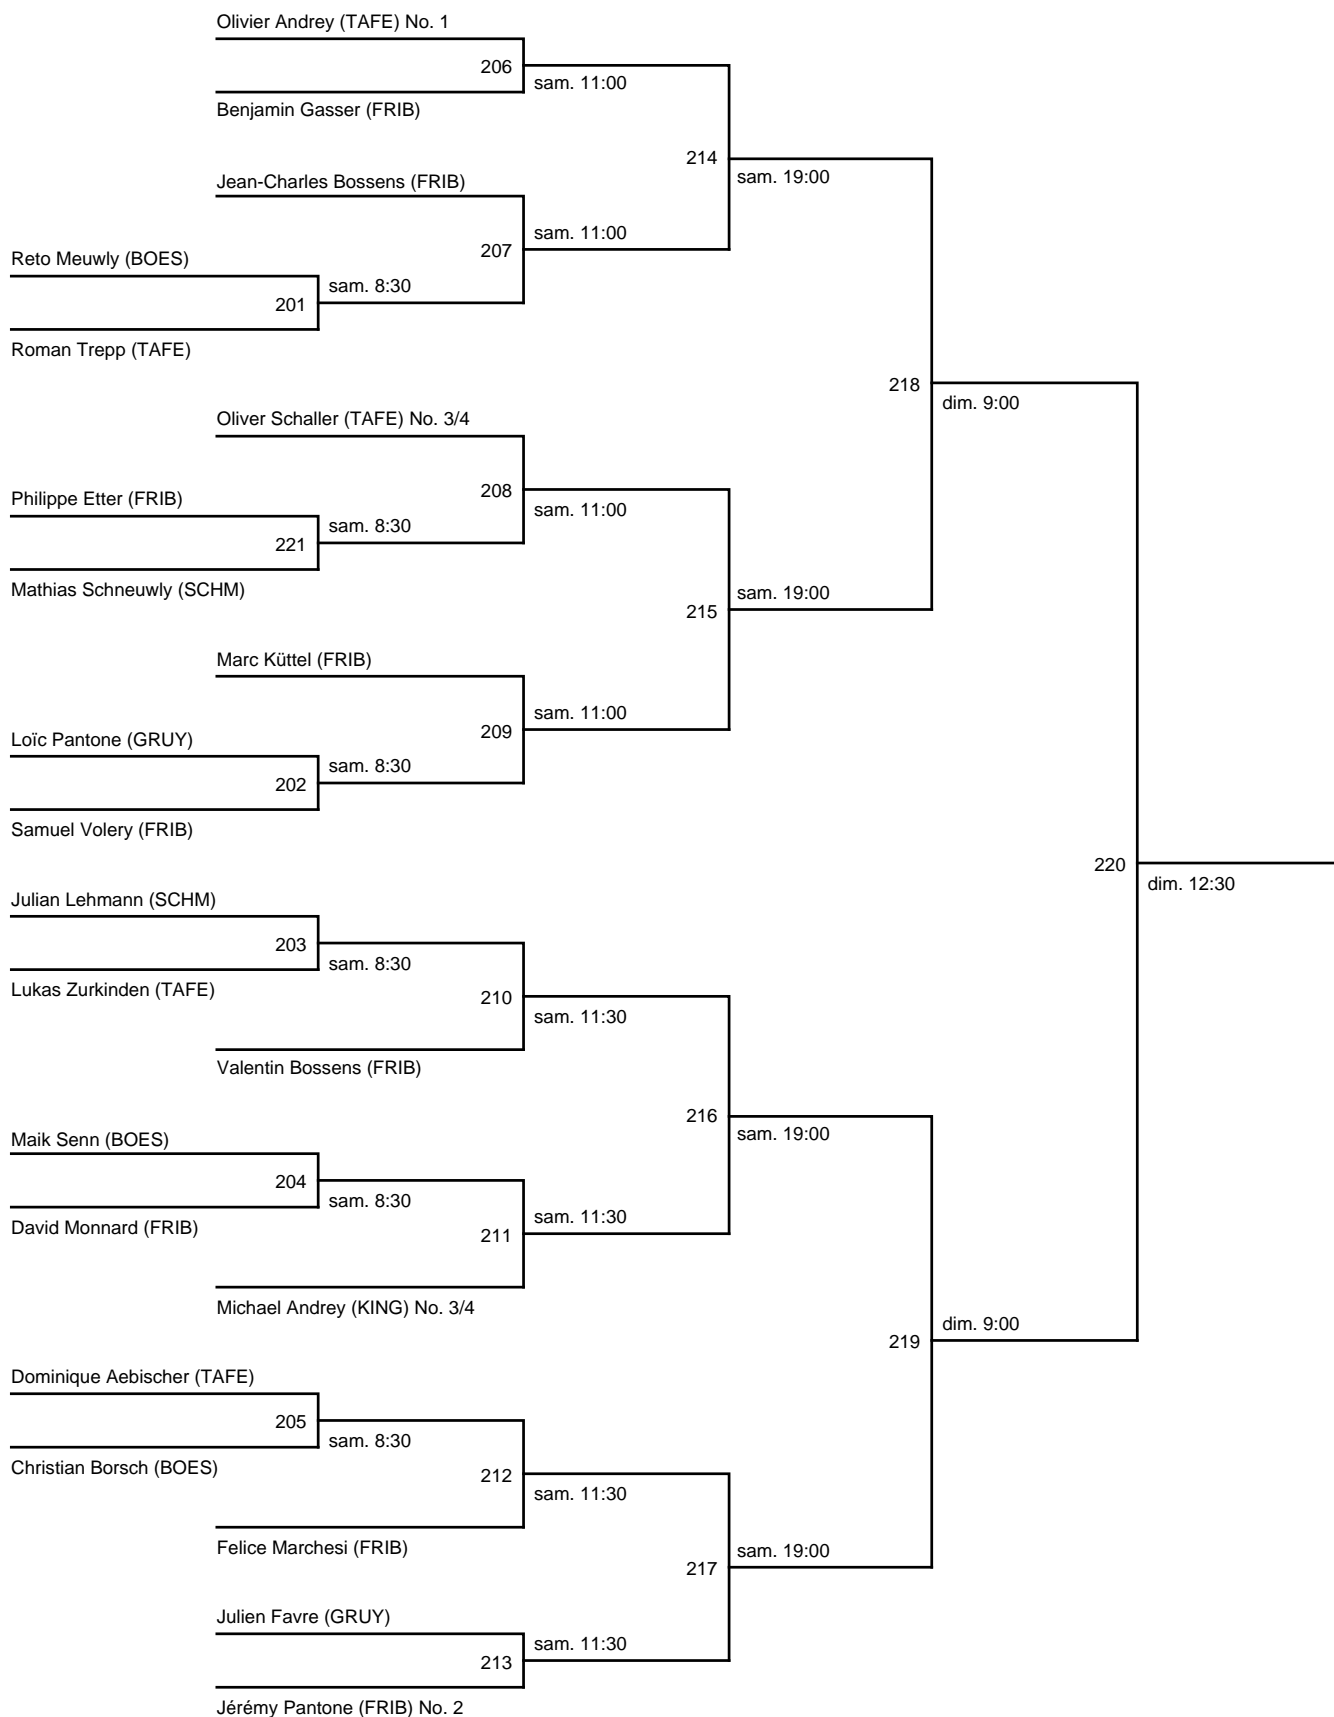 Olivier Andrey (TAFE) No. 1
206
sam. 11:00
Benjamin Gasser (FRIB)
214
sam. 19:00
Jean-Charles Bossens (FRIB)
sam. 11:00
207
Reto Meuwly (BOES)
sam. 8:30
201
Roman Trepp (TAFE)
218
dim. 9:00
Oliver Schaller (TAFE) No. 3/4
208
sam. 11:00
Philippe Etter (FRIB)
sam. 8:30
221
Mathias Schneuwly (SCHM)
sam. 19:00
215
Marc Küttel (FRIB)
sam. 11:00
209
Loïc Pantone (GRUY)
sam. 8:30
202
Samuel Volery (FRIB)
220
dim. 12:30
Julian Lehmann (SCHM)
203
sam. 8:30
Lukas Zurkinden (TAFE)
210
sam. 11:30
Valentin Bossens (FRIB)
216
sam. 19:00
Maik Senn (BOES)
204
sam. 8:30
David Monnard (FRIB)
sam. 11:30
211
Michael Andrey (KING) No. 3/4
dim. 9:00
219
Dominique Aebischer (TAFE)
205
sam. 8:30
Christian Borsch (BOES)
212
sam. 11:30
Felice Marchesi (FRIB)
sam. 19:00
217
Julien Favre (GRUY)
sam. 11:30
213
Jérémy Pantone (FRIB) No. 2